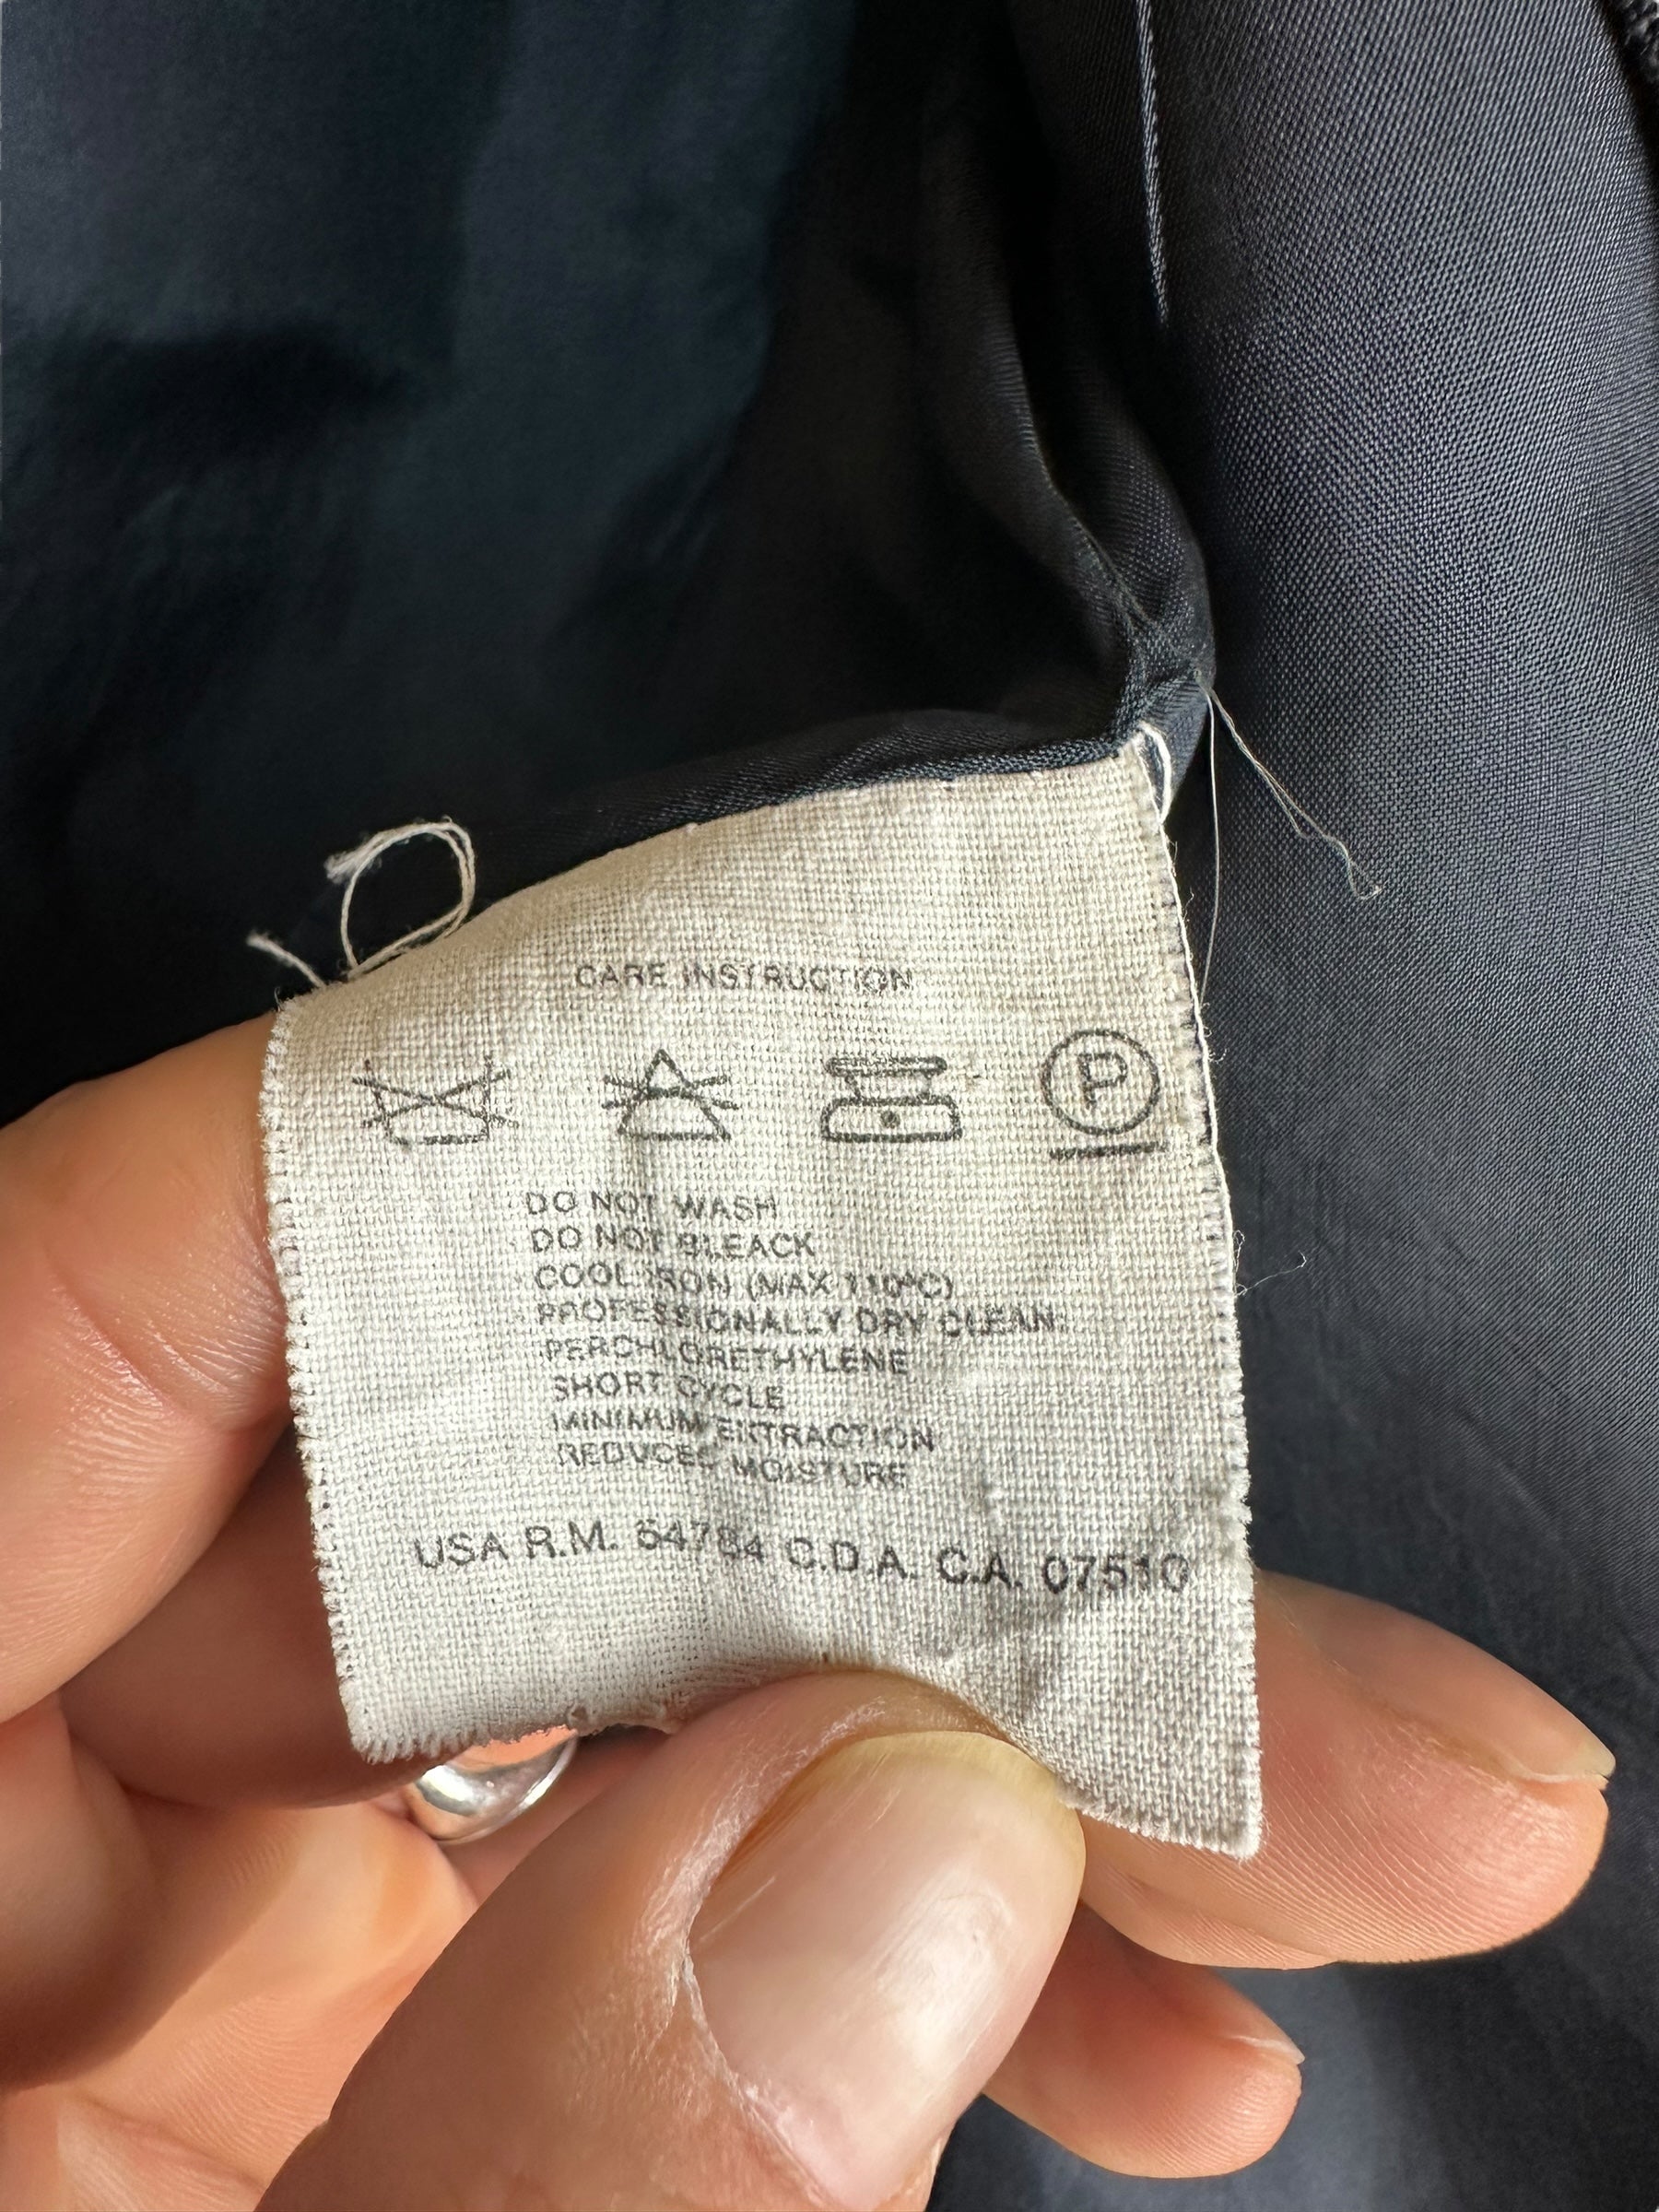 CARE INSTRUCTION
P
DO NOT WASH
DO NOT BLEACK
COOL IRON (MAX 110°C)
PROFESSIONALLY DRY CLEAN
PERCHLORETHYLENE
SHORT CYCLE
MINIMUM EXTRACTION
REDUCED MOISTURE
USA R.M. 54784 C.D.A. C.A. 07510